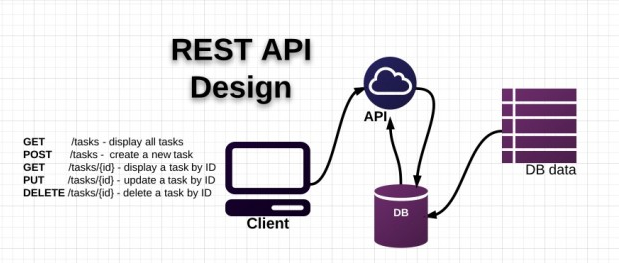 REST API
Design
GET /tasks - display all tasks
POST /tasks - create a new task
GET /tasks/{id} - display a task by ID
PUT /tasks/{id} - update a task by ID
DELETE /tasks/{id} - delete a task by ID
Client
API
DB
DB data